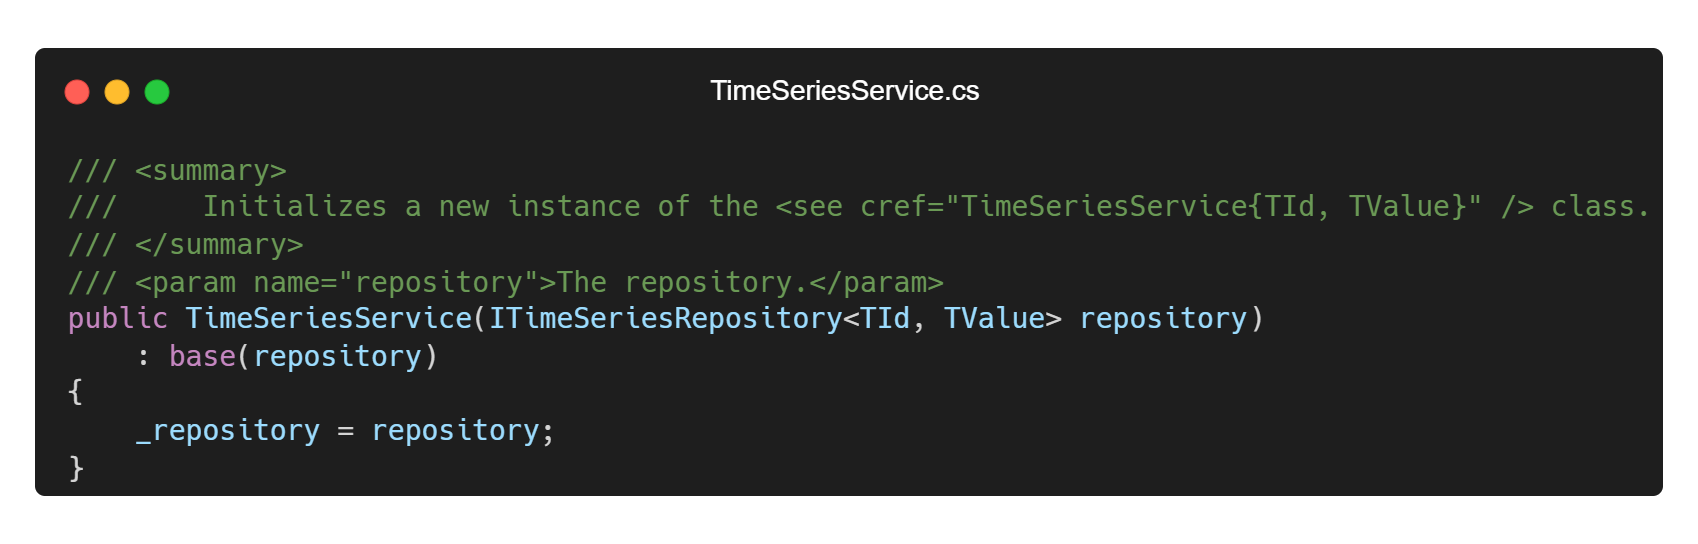 TimeSeriesService.cs
/// <summary>
///     Initializes a new instance of the <see cref="TimeSeriesService{TId, TValue}" /> class.
/// </summary>
/// <param name="repository">The repository.</param>
public TimeSeriesService(ITimeSeriesRepository<TId, TValue> repository)
    : base(repository)
{
    _repository = repository;
}